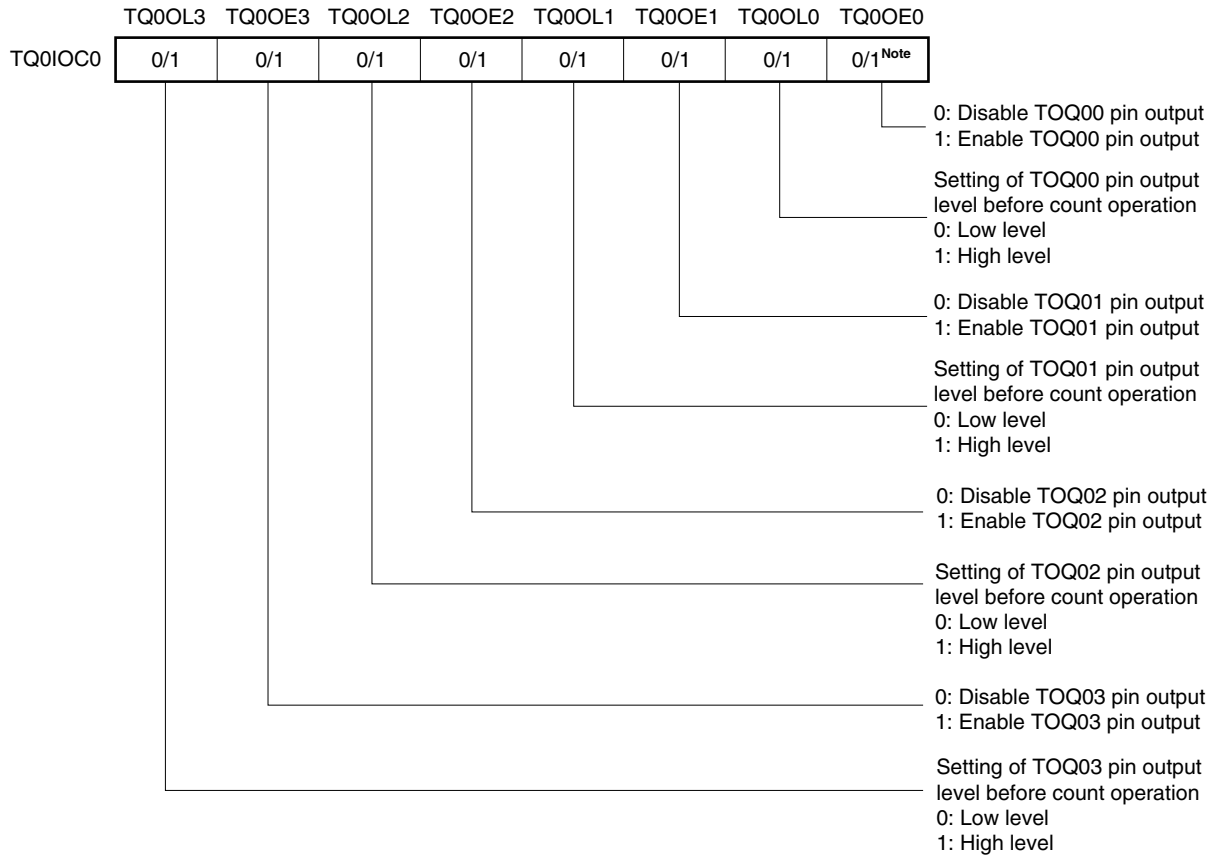 TQ0OL3 TQ0OE3 TQ0OL2 TQ0OE2 TQ0OL1 TQ0OE1 TQ0OL0 TQ0OE0
TQ0IOC0 0/1 0/1 0/1 0/1 0/1 0/1 0/1 0/1Note
0: Disable TOQ00 pin output
1: Enable TOQ00 pin output
Setting of TOQ00 pin output
level before count operation
0: Low level
1: High level
0: Disable TOQ01 pin output
1: Enable TOQ01 pin output
Setting of TOQ01 pin output
level before count operation
0: Low level
1: High level
0: Disable TOQ02 pin output
1: Enable TOQ02 pin output
Setting of TOQ02 pin output
level before count operation
0: Low level
1: High level
0: Disable TOQ03 pin output
1: Enable TOQ03 pin output
Setting of TOQ03 pin output
level before count operation
0: Low level
1: High level